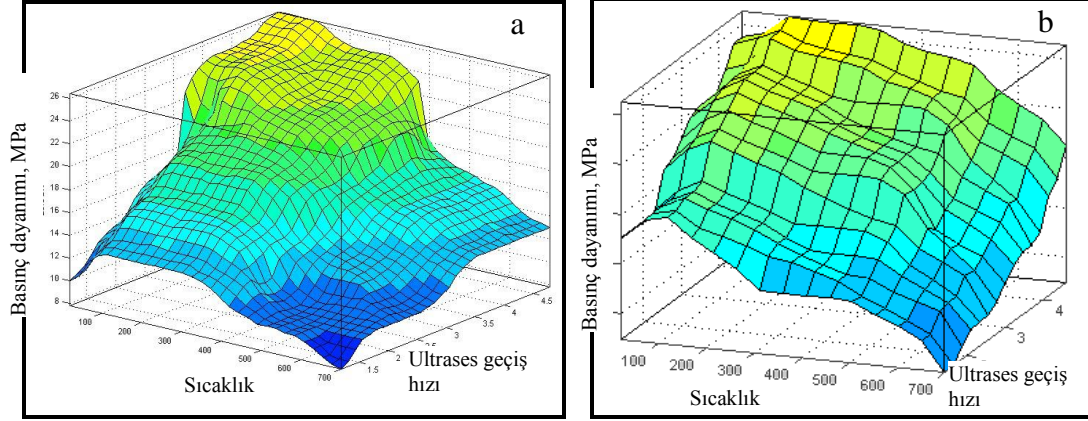 a
Basınç dayanımı, MPa
26
24
22
20
18
16
14
12
10
8
100
200
300
400
500
600
700
Sıcaklık
1.5
2
3
3.5
4
4.5
Ultrases geçiş
hızı
b
Basınç dayanımı, MPa
100 200 300 400 500 600 700
Sıcaklık
3
4
Ultrases geçiş
hızı